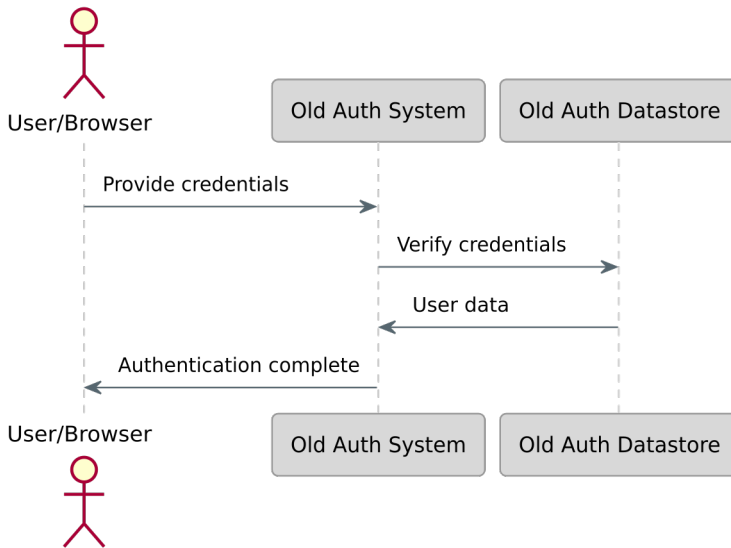 User/Browser
Old Auth System
Old Auth Datastore
Provide credentials
Verify credentials
User data
Authentication complete
User/Browser
Old Auth System
Old Auth Datastore